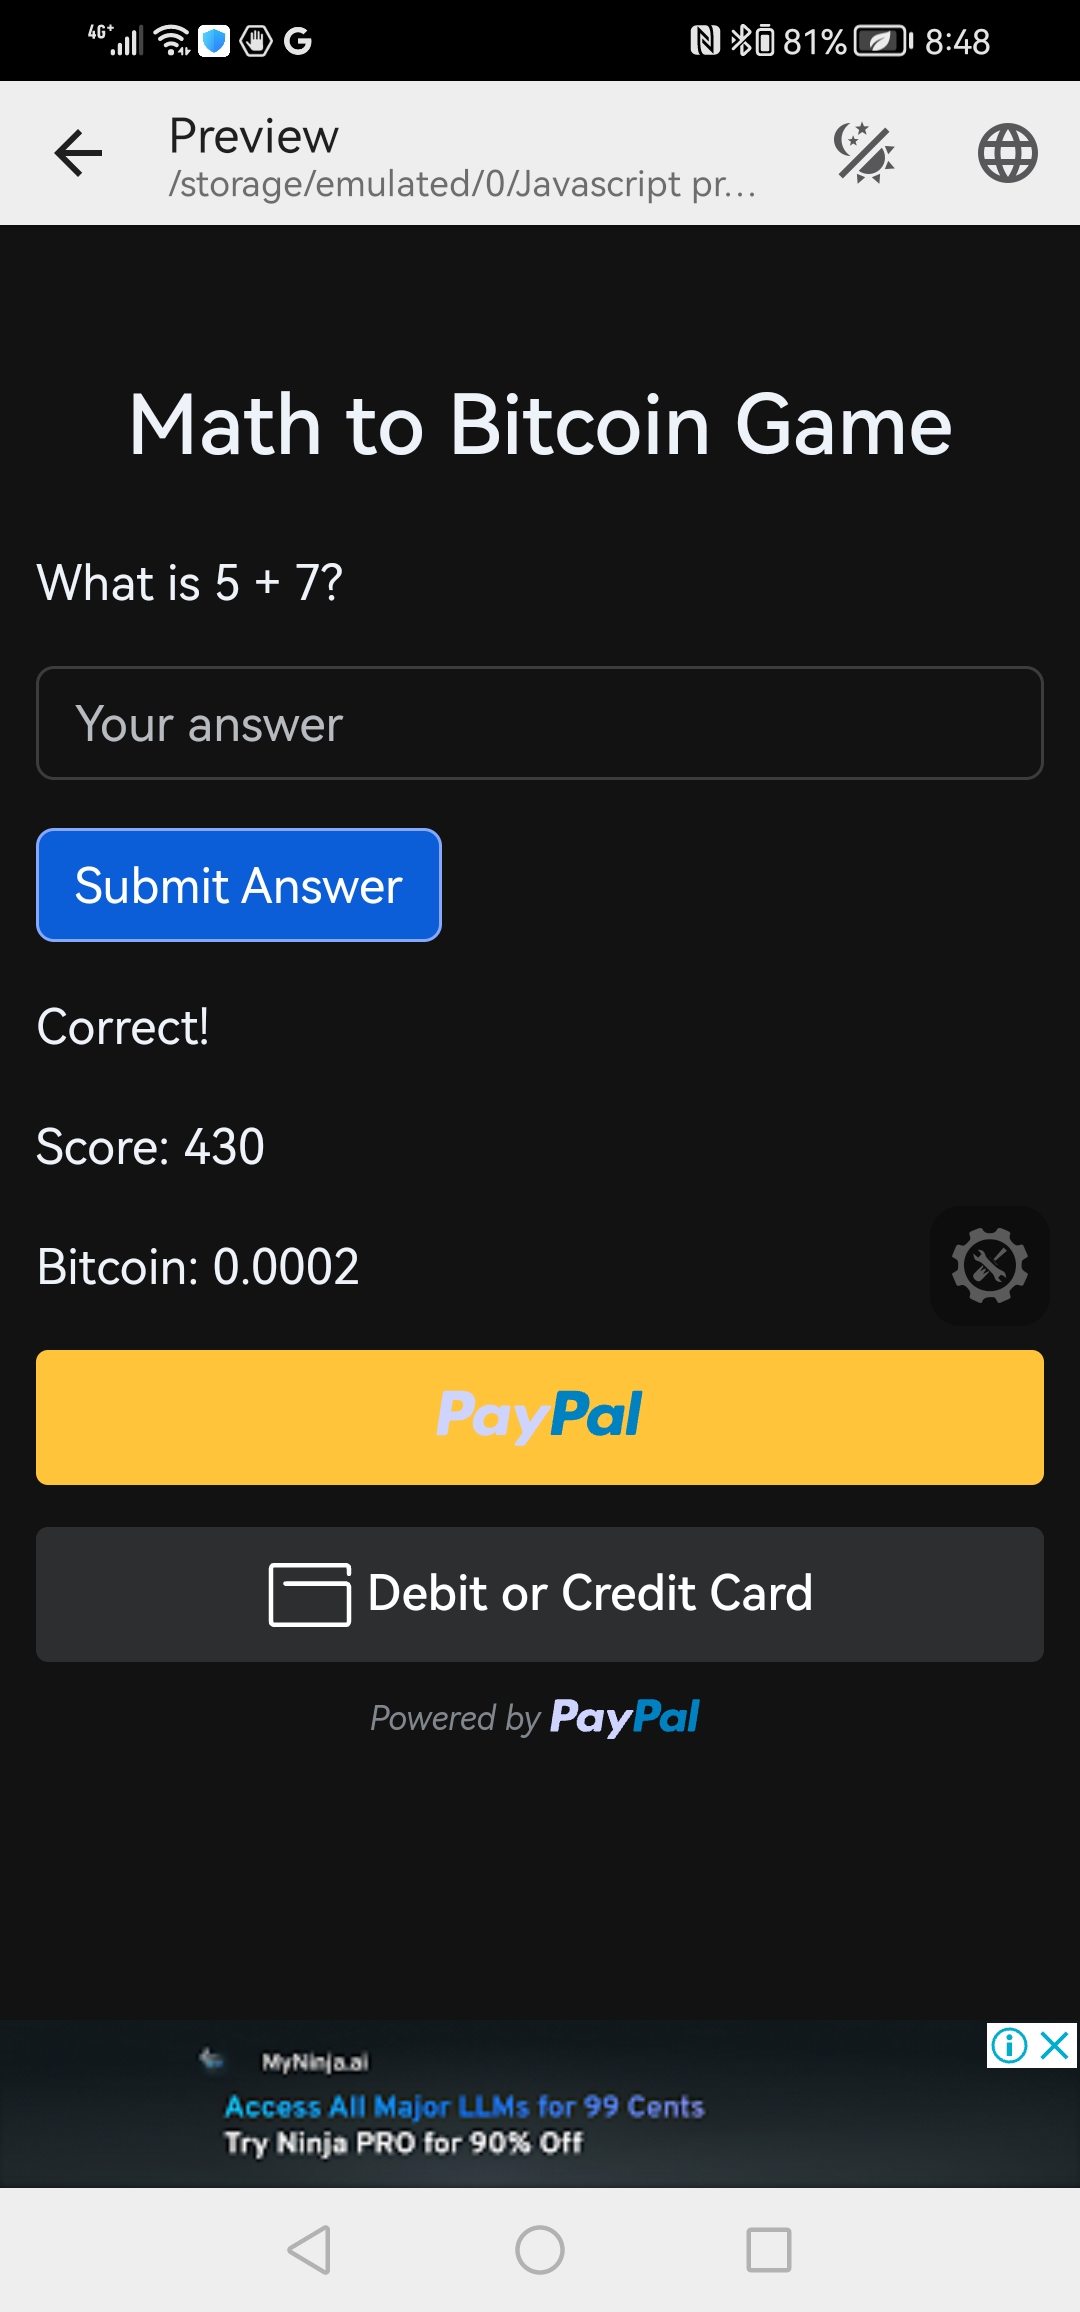 4G+ 81% 8:48
Preview
/storage/emulated/0/Javascript pr...
Math to Bitcoin Game
What is 5 + 7?
Your answer
Submit Answer
Correct!
Score: 430
Bitcoin: 0.0002
PayPal
Debit or Credit Card
Powered by PayPal
MyNinja.ai
Access All Major LLMs for 99 Cents
Try Ninja PRO for 90% Off